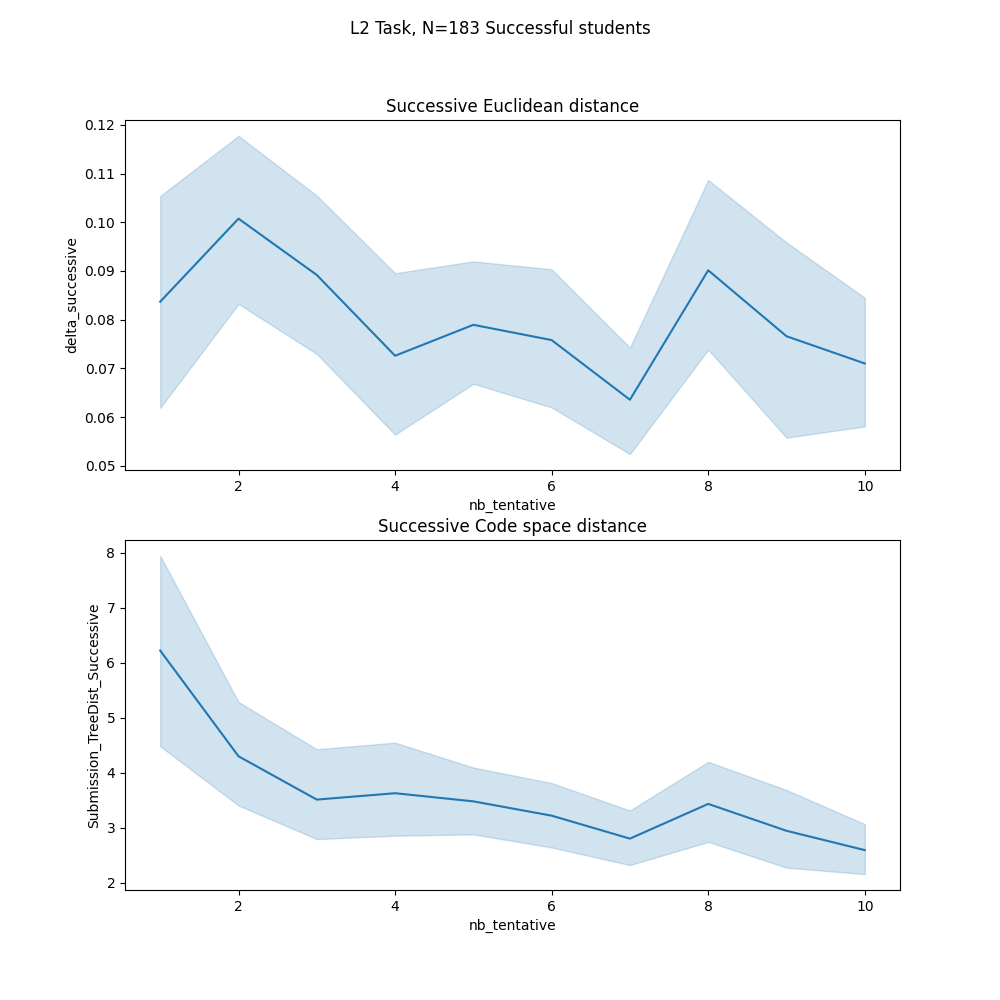 L2 Task, N=183 Successful students
Successive Euclidean distance
0.12
0.11
0.10
0.09
0.08
0.07
0.06
0.05
delta_successive
2 4 6 8 10
nb_tentative
Successive Code space distance
8
7
6
5
4
3
2
Submission_TreeDist_Successive
2 4 6 8 10
nb_tentative